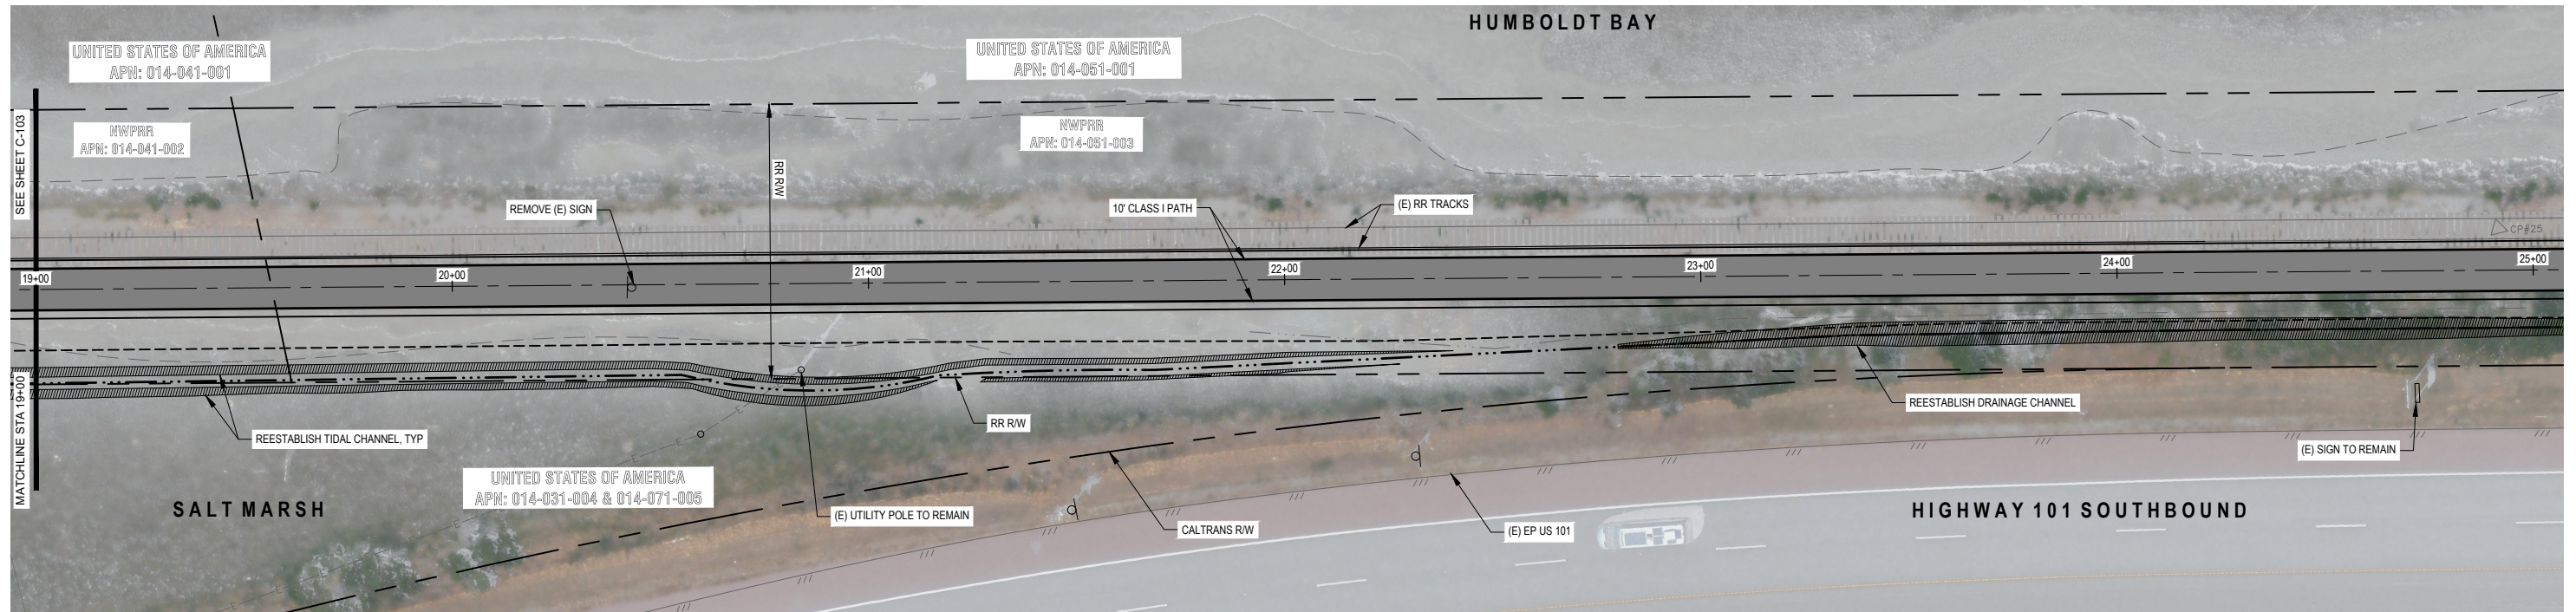 HUMBOLDT BAY
UNITED STATES OF AMERICA
APN: 014-041-001
UNITED STATES OF AMERICA
APN: 014-051-001
SEE SHEET C-103
NWPRR
APN: 014-041-002
NWPRR
APN: 014-051-003
RR R/W
REMOVE (E) SIGN
10' CLASS I PATH
(E) RR TRACKS
CP#25
19+00
20+00
21+00
22+00
23+00
24+00
25+00
MATCHLINE STA 19+00
REESTABLISH TIDAL CHANNEL, TYP
RR R/W
REESTABLISH DRAINAGE CHANNEL
(E) SIGN TO REMAIN
UNITED STATES OF AMERICA
APN: 014-031-004 & 014-071-005
SALT MARSH
(E) UTILITY POLE TO REMAIN
CALTRANS R/W
(E) EP US 101
HIGHWAY 101 SOUTHBOUND